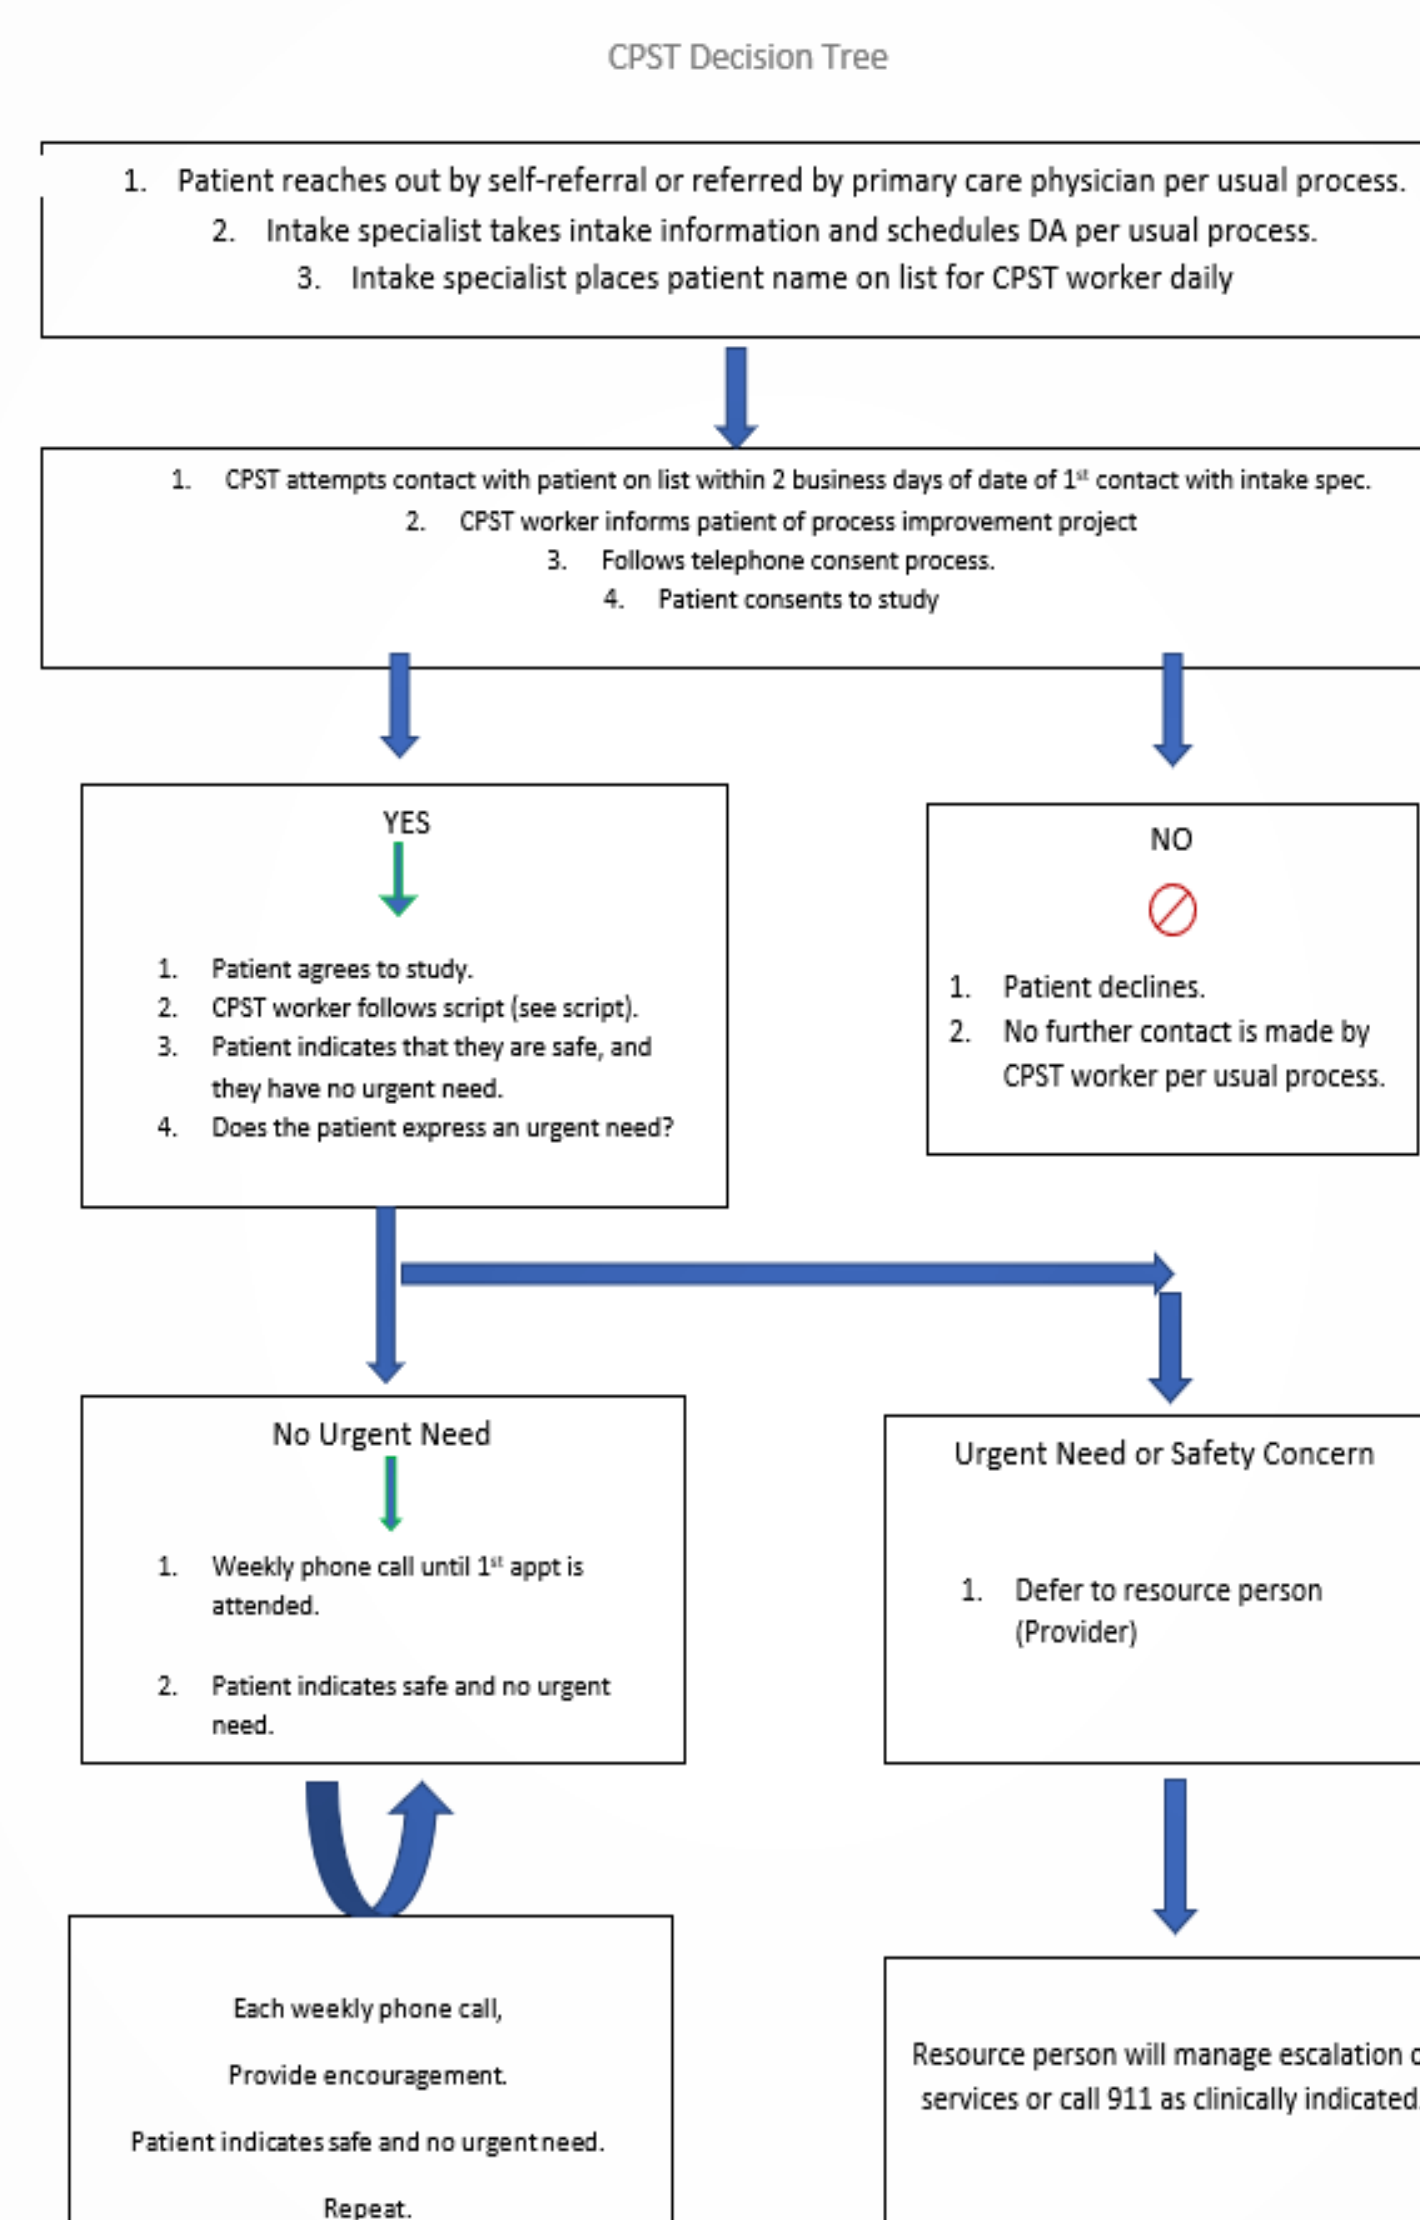 CPST Decision Tree
1. Patient reaches out by self-referral or referred by primary care physician per usual process.
2. Intake specialist takes intake information and schedules DA per usual process.
3. Intake specialist places patient name on list for CPST worker daily
1. CPST attempts contact with patient on list within 2 business days of date of 1st contact with intake spec.
2. CPST worker informs patient of process improvement project
3. Follows telephone consent process.
4. Patient consents to study
YES
1. Patient agrees to study.
2. CPST worker follows script (see script).
3. Patient indicates that they are safe, and
they have no urgent need.
4. Does the patient express an urgent need?
NO
1. Patient declines.
2. No further contact is made by
CPST worker per usual process.
No Urgent Need
1. Weekly phone call until 1st appt is
attended.
2. Patient indicates safe and no urgent
need.
Urgent Need or Safety Concern
1. Defer to resource person
(Provider)
Each weekly phone call,
Provide encouragement.
Patient indicates safe and no urgent need.
Repeat.
Resource person will manage escalation
services or call 911 as clinically indicated.